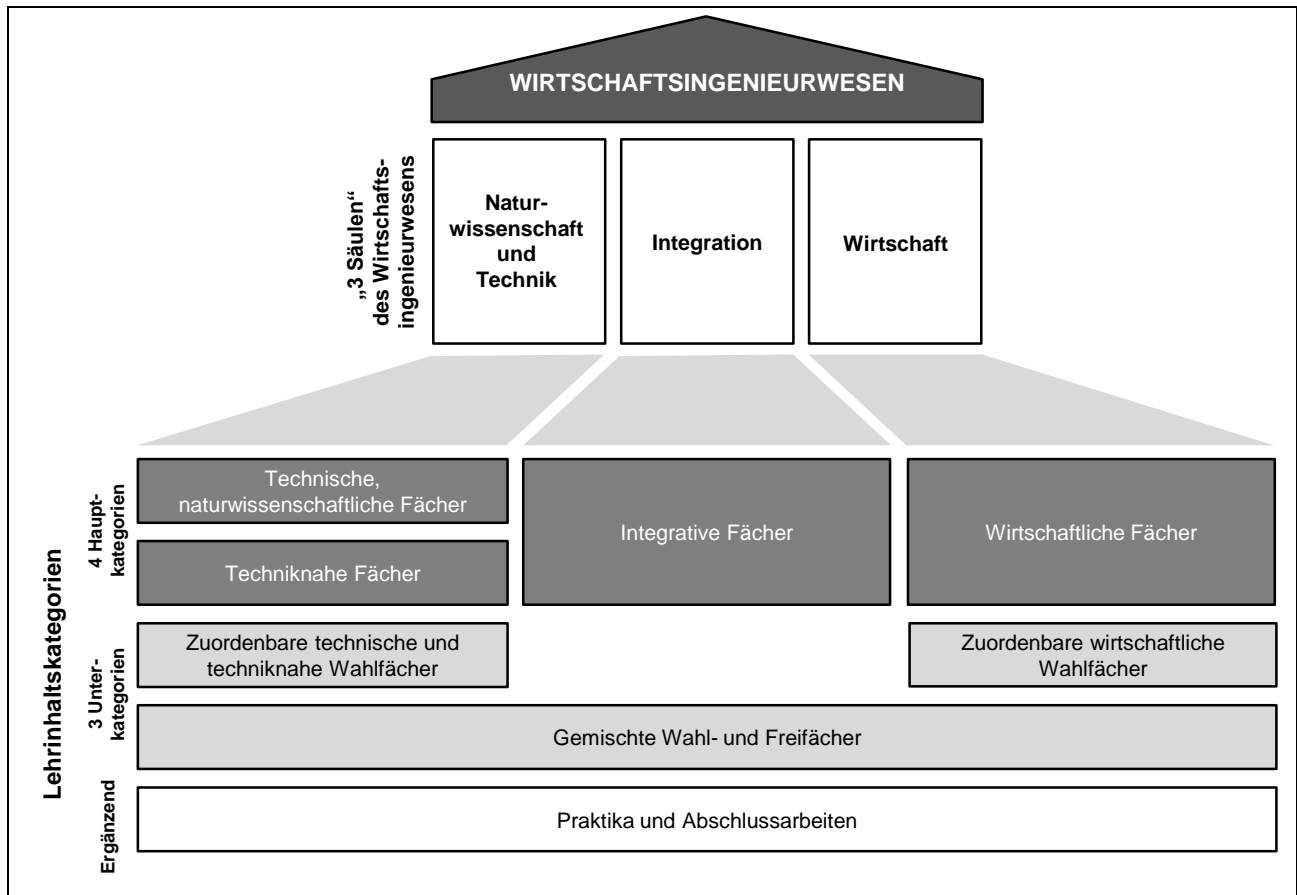 WIRTSCHAFTSINGENIEURWESEN
„3 Säulen“
des Wirtschafts-
ingenieurwesens
Natur-
wissenschaft
und
Technik
Integration
Wirtschaft
Lehrinhaltskategorien
4 Haupt-
kategorien
Technische,
naturwissenschaftliche Fächer
Techniknahe Fächer
Integrative Fächer
Wirtschaftliche Fächer
3 Unter-
kategorien
Zuordenbare technische und
techniknahe Wahlfächer
Zuordenbare wirtschaftliche
Wahlfächer
Gemischte Wahl- und Freifächer
Ergänzend
Praktika und Abschlussarbeiten